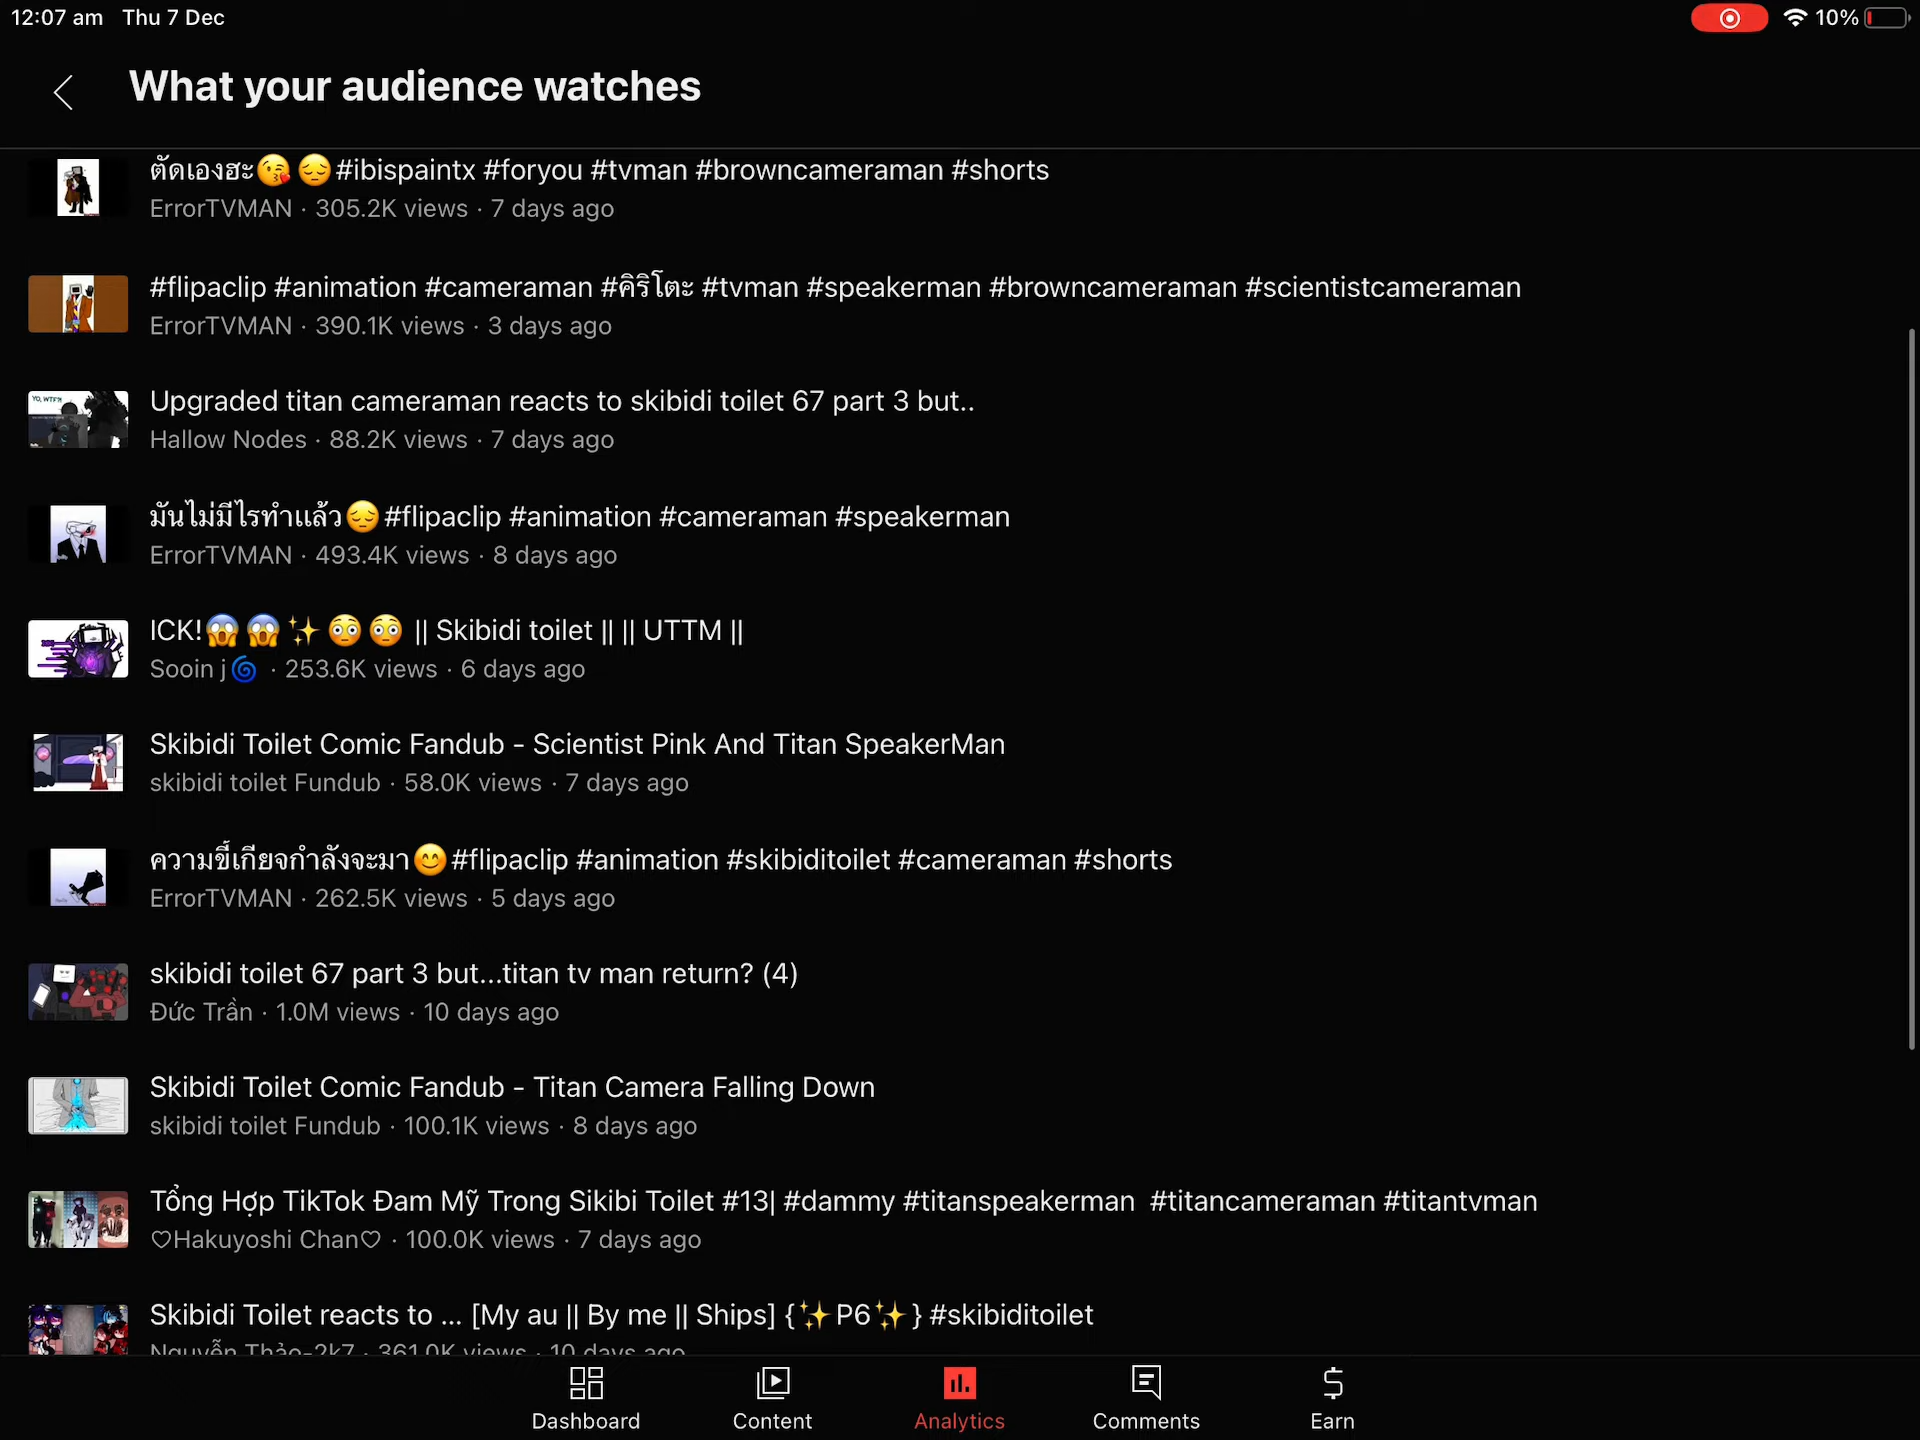 12:07 am Thu 7 Dec
10%
What your audience watches
ตัดเองฮะ😘😔#ibispaintx #foryou #tvman #browncameraman #shorts
ErrorTVMAN · 305.2K views · 7 days ago
#flipaclip #animation #cameraman #คิริโตะ #tvman #speakerman #browncameraman #scientistcameraman
ErrorTVMAN · 390.1K views · 3 days ago
YO, WTF?!
Upgraded titan cameraman reacts to skibidi toilet 67 part 3 but..
Hallow Nodes · 88.2K views · 7 days ago
มันไม่มีไรทำแล้ว😔#flipaclip #animation #cameraman #speakerman
ErrorTVMAN · 493.4K views · 8 days ago
ICK!😱😱✨😳😳 || Skibidi toilet || || UTTM ||
Sooin j🌀 · 253.6K views · 6 days ago
Skibidi Toilet Comic Fandub - Scientist Pink And Titan SpeakerMan
skibidi toilet Fundub · 58.0K views · 7 days ago
ความขี้เกียจกำลังจะมา😊#flipaclip #animation #skibiditoilet #cameraman #shorts
ErrorTVMAN · 262.5K views · 5 days ago
skibidi toilet 67 part 3 but...titan tv man return? (4)
Đức Trần · 1.0M views · 10 days ago
Skibidi Toilet Comic Fandub - Titan Camera Falling Down
skibidi toilet Fundub · 100.1K views · 8 days ago
Tổng Hợp TikTok Đam Mỹ Trong Sikibi Toilet #13| #dammy #titanspeakerman #titancameraman #titantvman
♡Hakuyoshi Chan♡ · 100.0K views · 7 days ago
Skibidi Toilet reacts to ... [My au || By me || Ships] {✨P6✨} #skibiditoilet
Nguyễn Thảo-2k7 · 361.0K views · 10 days ago
Dashboard
Content
Analytics
Comments
Earn